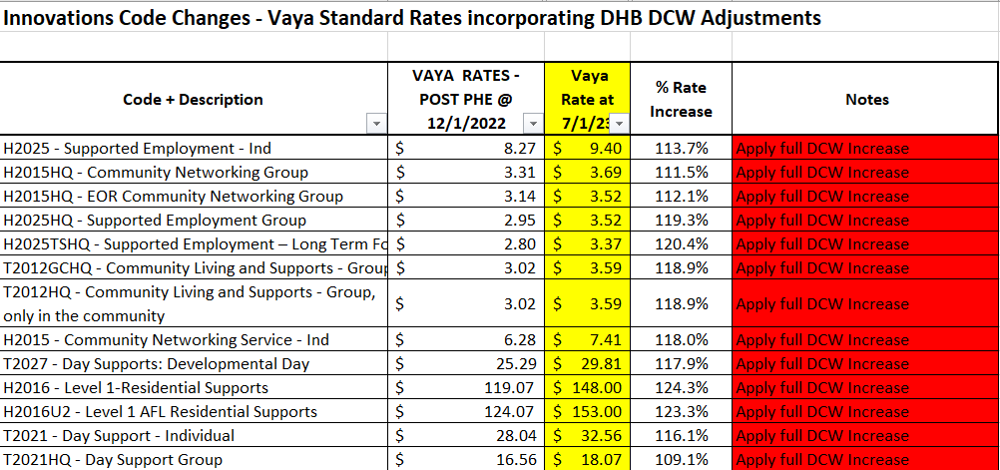 Innovations Code Changes - Vaya Standard Rates incorporating DHB DCW Adjustments
Code + Description
VAYA RATES -
POST PHE @
12/1/2022
Vaya
Rate at
7/1/23
% Rate
Increase
Notes
H2025 - Supported Employment - Ind $ 8.27 $ 9.40 113.7% Apply full DCW Increase
H2015HQ - Community Networking Group $ 3.31 $ 3.69 111.5% Apply full DCW Increase
H2015HQ - EOR Community Networking Group $ 3.14 $ 3.52 112.1% Apply full DCW Increase
H2025HQ - Supported Employment Group $ 2.95 $ 3.52 119.3% Apply full DCW Increase
H2025TSHQ - Supported Employment – Long Term Fo $ 2.80 $ 3.37 120.4% Apply full DCW Increase
T2012GCHQ - Community Living and Supports - Group $ 3.02 $ 3.59 118.9% Apply full DCW Increase
T2012HQ - Community Living and Supports - Group,
only in the community $ 3.02 $ 3.59 118.9% Apply full DCW Increase
H2015 - Community Networking Service - Ind $ 6.28 $ 7.41 118.0% Apply full DCW Increase
T2027 - Day Supports: Developmental Day $ 25.29 $ 29.81 117.9% Apply full DCW Increase
H2016 - Level 1-Residential Supports $ 119.07 $ 148.00 124.3% Apply full DCW Increase
H2016U2 - Level 1 AFL Residential Supports $ 124.07 $ 153.00 123.3% Apply full DCW Increase
T2021 - Day Support - Individual $ 28.04 $ 32.56 116.1% Apply full DCW Increase
T2021HQ - Day Support Group $ 16.56 $ 18.07 109.1% Apply full DCW Increase